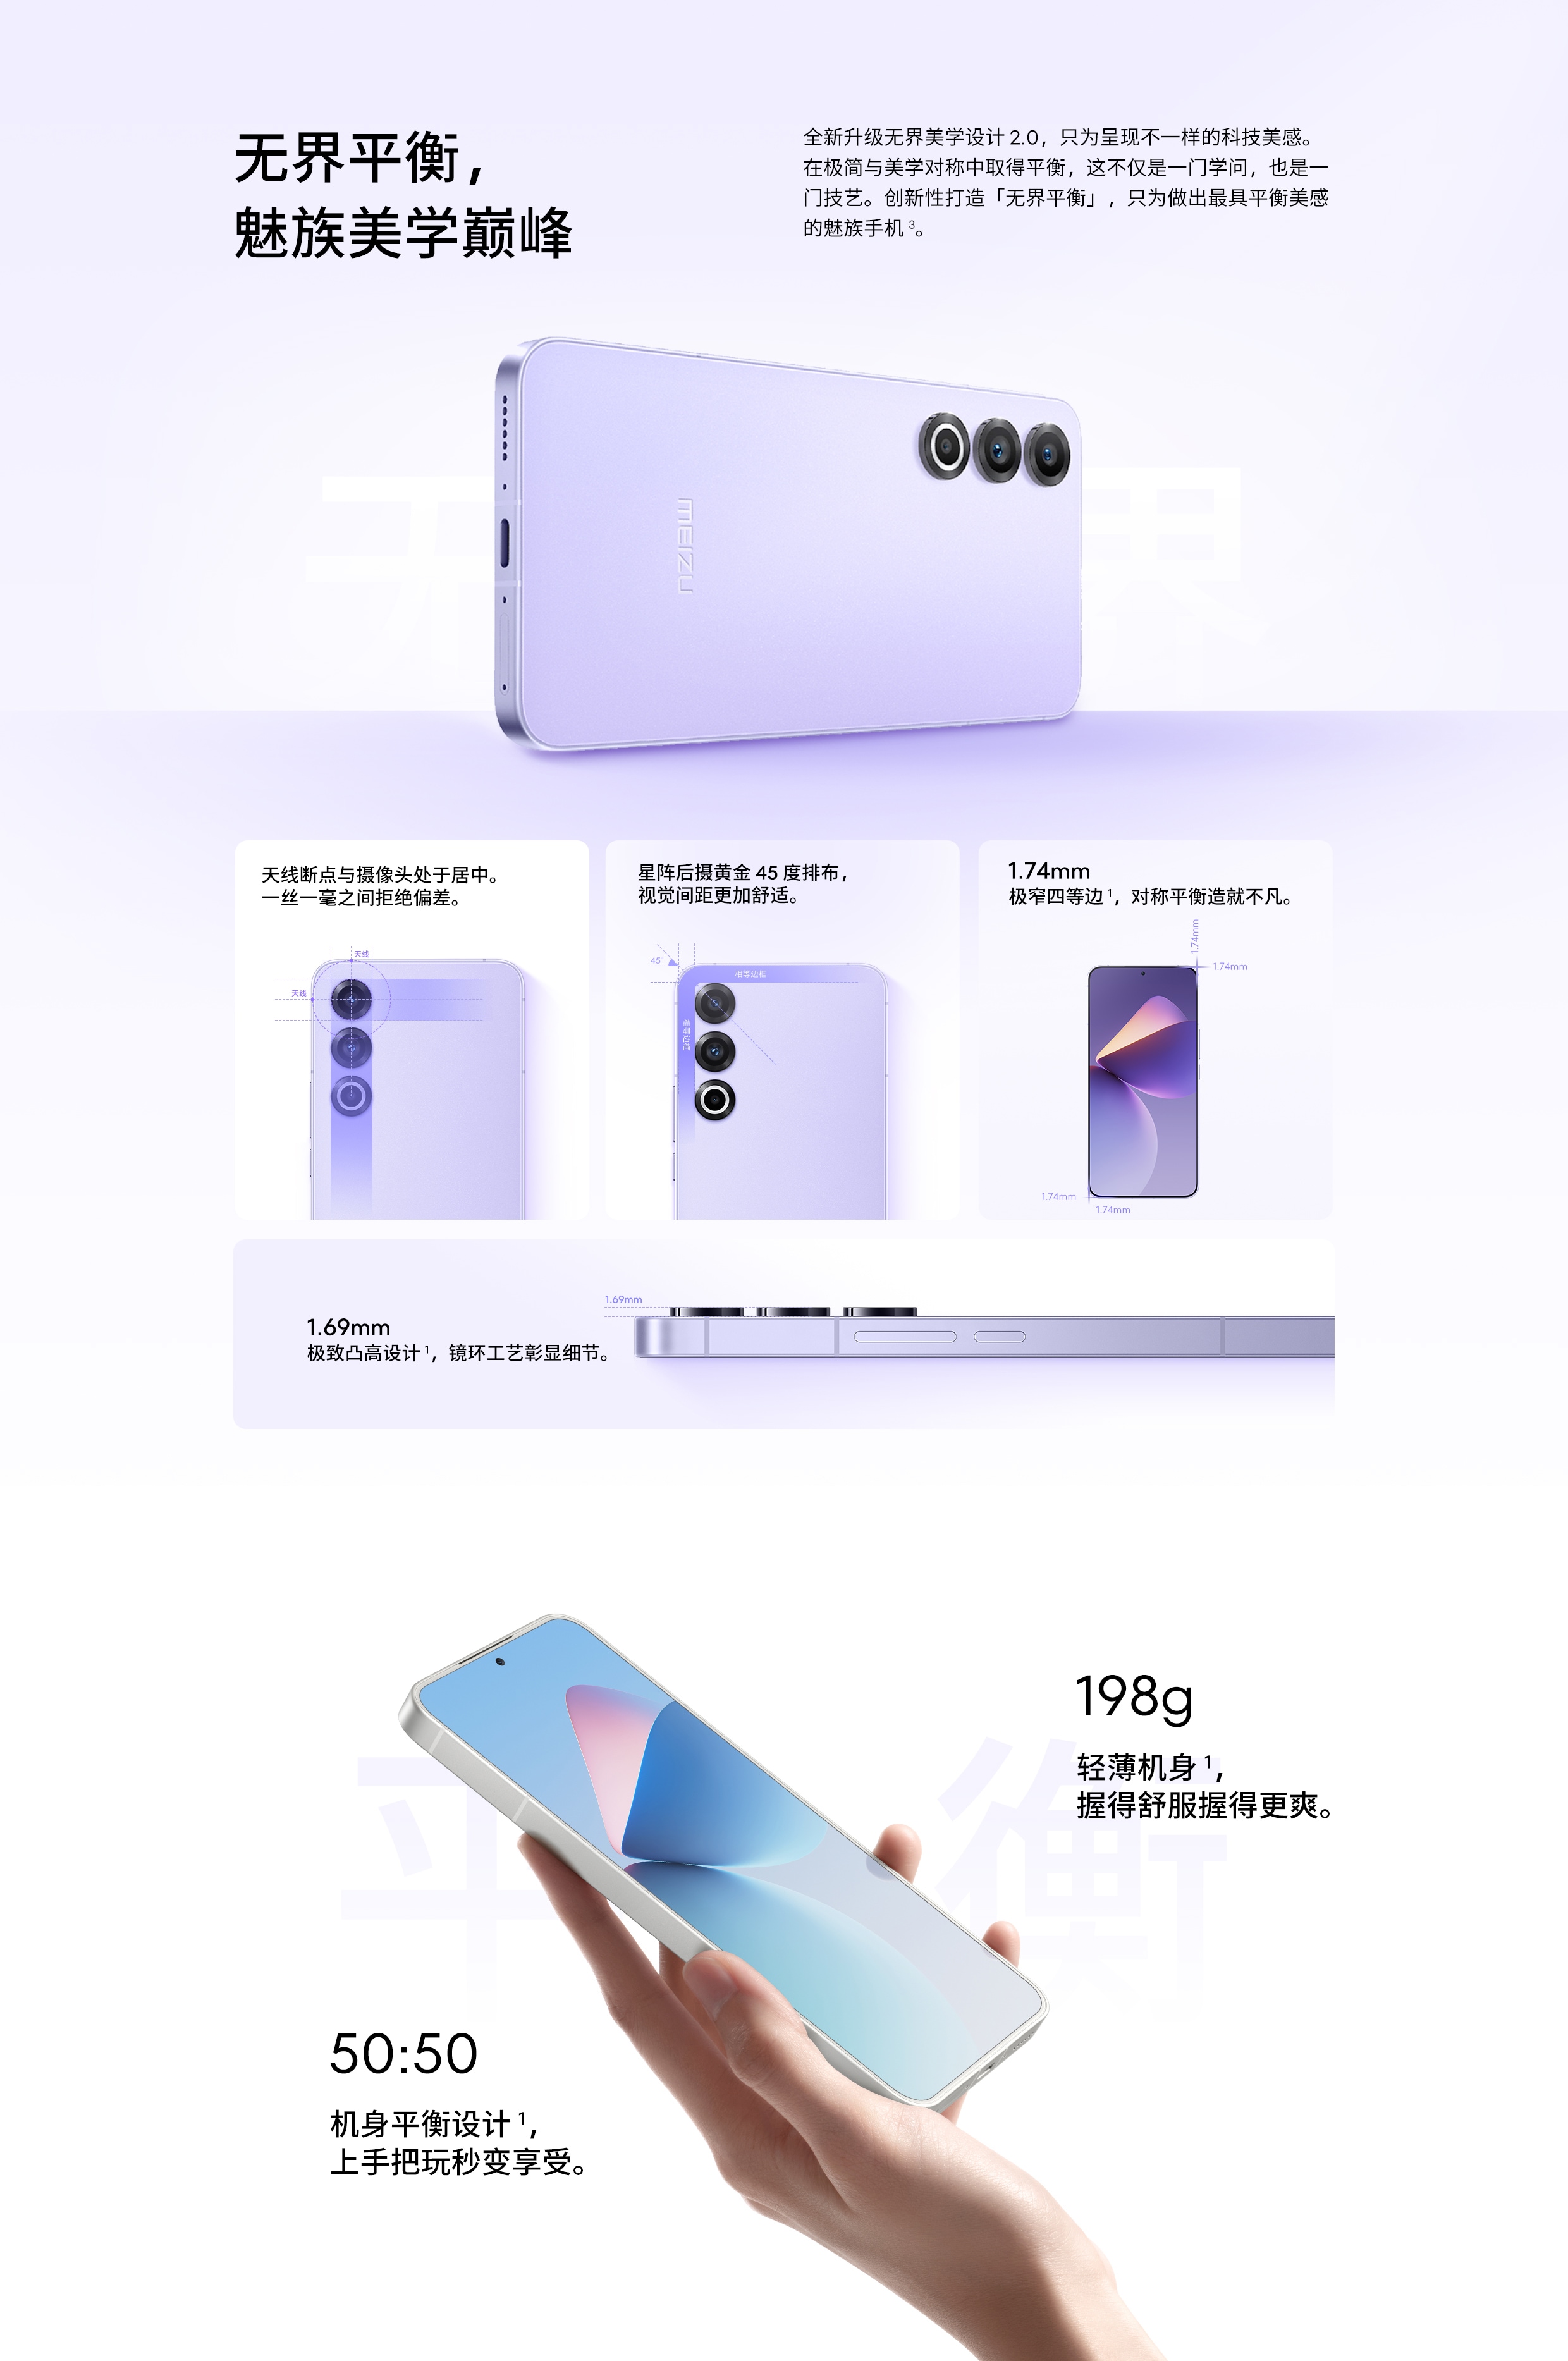 无界平衡，
魅族美学巅峰
全新升级无界美学设计 2.0，只为呈现不一样的科技美感。
在极简与美学对称中取得平衡，这不仅是一门学问，也是一
门技艺。创新性打造「无界平衡」，只为做出最具平衡美感
的魅族手机 ³。
无界
MEIZU
天线断点与摄像头处于居中。
一丝一毫之间拒绝偏差。
天线
天线
星阵后摄黄金 45 度排布，
视觉间距更加舒适。
45°
相等边框
相等边框
1.74mm
极窄四等边 ¹，对称平衡造就不凡。
1.74mm
1.74mm
1.74mm
1.74mm
1.69mm
1.69mm
极致凸高设计 ¹，镜环工艺彰显细节。
198g
轻薄机身 ¹，
握得舒服握得更爽。
平衡
50:50
机身平衡设计 ¹，
上手把玩秒变享受。